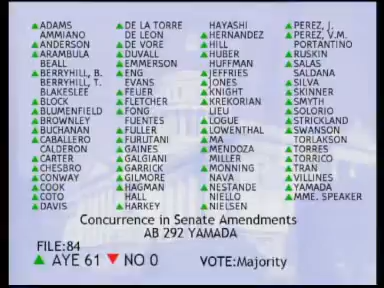 ADAMS
AMMIANO
ANDERSON
ARAMBULA
BEALL
BERRYHILL, B.
BERRYHILL, T.
BLAKESLEE
BLOCK
BLUMENFIELD
BROWNLEY
BUCHANAN
CABALLERO
CALDERON
CARTER
CHESBRO
CONWAY
COOK
COTO
DAVIS
DE LA TORRE
DE LEON
DE VORE
DUVALL
EMMERSON
ENG
EVANS
FEUER
FLETCHER
FONG
FUENTES
FULLER
FURUTANI
GAINES
GALGIANI
GARRICK
GILMORE
HAGMAN
HALL
HARKEY
HAYASHI
HERNANDEZ
HILL
HUBER
HUFFMAN
JEFFRIES
JONES
KNIGHT
KREKORIAN
LIEU
LOGUE
LOWENTHAL
MA
MENDOZA
MILLER
MONNING
NAVA
NESTANDE
NIELLO
NIELSEN
PEREZ, J.
PEREZ, V.M.
PORTANTINO
RUSKIN
SALAS
SALDANA
SILVA
SKINNER
SMYTH
SOLORIO
STRICKLAND
SWANSON
TORLAKSON
TORRES
TORRICO
TRAN
VILLINES
YAMADA
MME. SPEAKER
Concurrence in Senate Amendments
AB 292 YAMADA
FILE:84
AYE 61 NO 0 VOTE:Majority